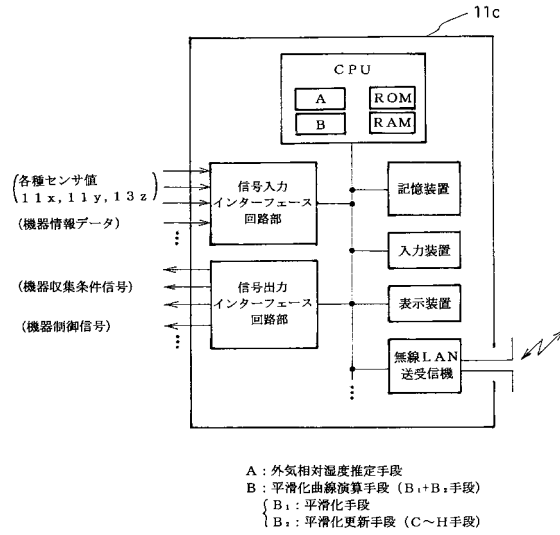 11c
CPU
A
ROM
B
RAM
各種センサ値
11x, 11y, 13z
(機器情報データ)
信号入力
インターフェース
回路部
記憶装置
入力装置
(機器収集条件信号)
(機器制御信号)
信号出力
インターフェース
回路部
表示装置
無線LAN
送受信機
A:外気相対湿度推定手段
B:平滑化曲線演算手段(B₁+B₂手段)
B₁:平滑化手段
B₂:平滑化更新手段(C~H手段)